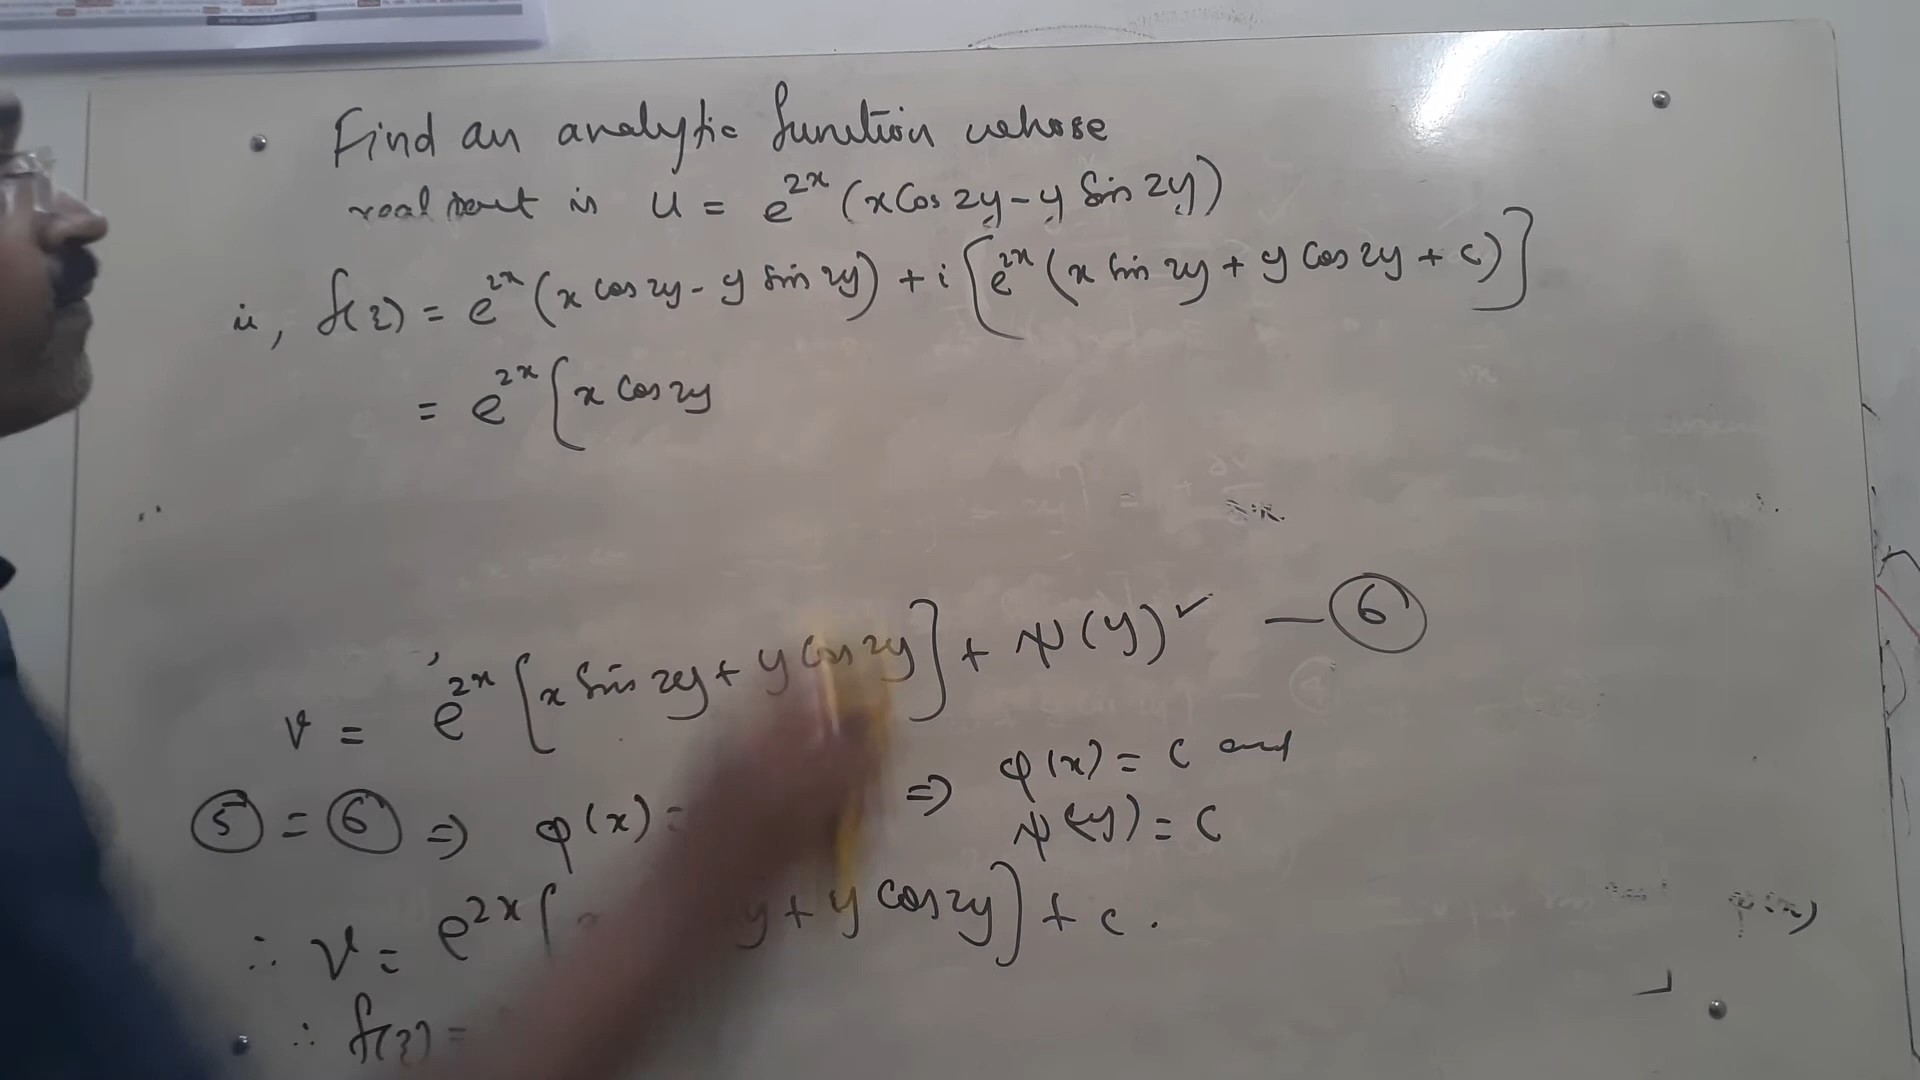 Find an analytic function whose
real part is u = e^{2x} (x Cos 2y - y Sin 2y)
ie, f(z) = e^{2x} (x cos 2y - y Sin 2y) + i [e^{2x} (x Sin 2y + y Cos 2y + c)]
= e^{2x} [x Cos 2y
v = e^{2x} [x Sin 2y + y Cos 2y] + ψ(y) ✓ — ⑥
⑤ = ⑥ ⇒ φ(x) = ⇒ φ(x) = C and
ψ(y) = C
∴ v = e^{2x} [ y + y Cos 2y] + c.
∴ f(z) =